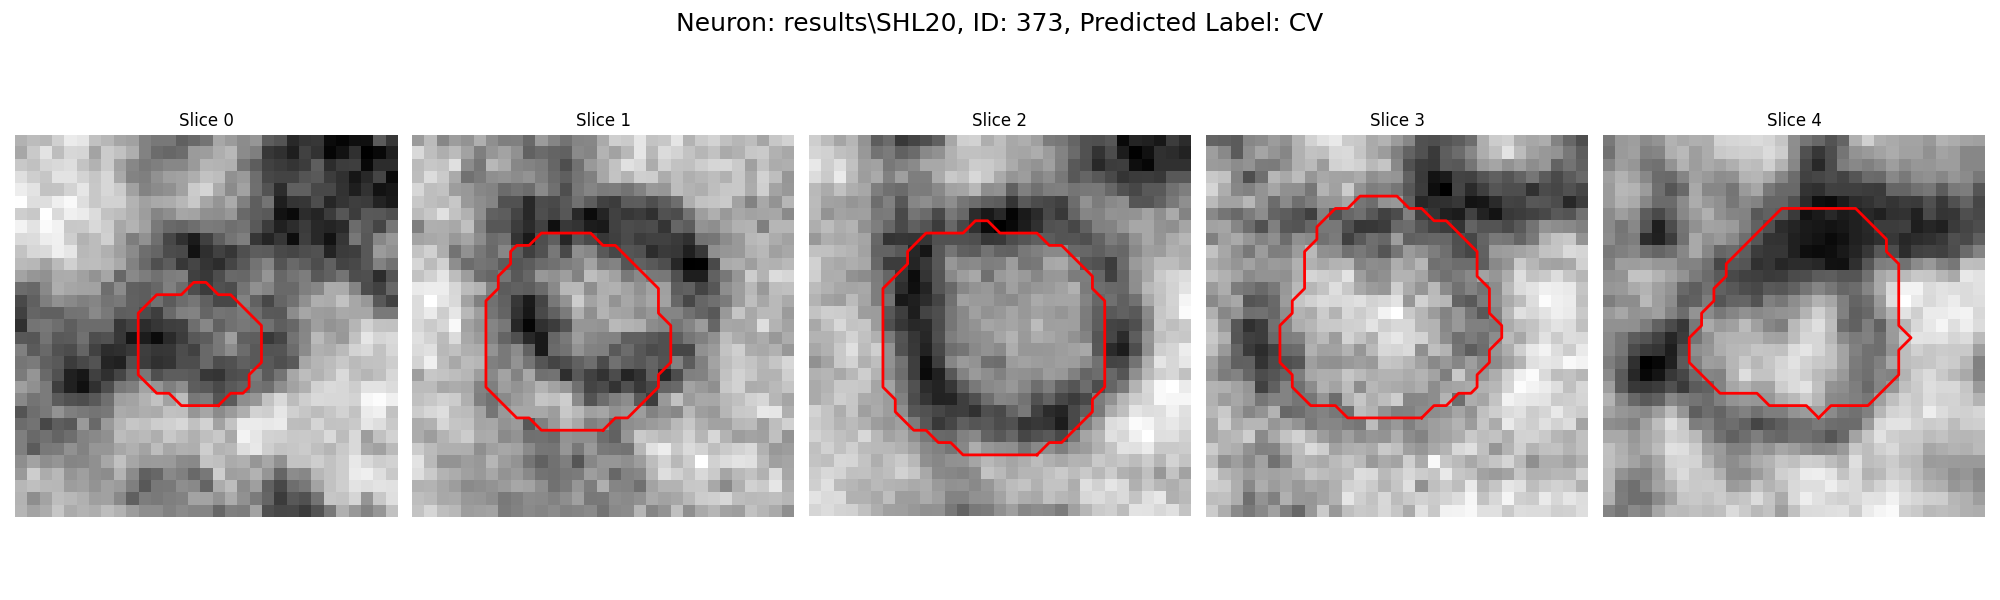 Neuron: results\SHL20, ID: 373, Predicted Label: CV
Slice 0
Slice 1
Slice 2
Slice 3
Slice 4